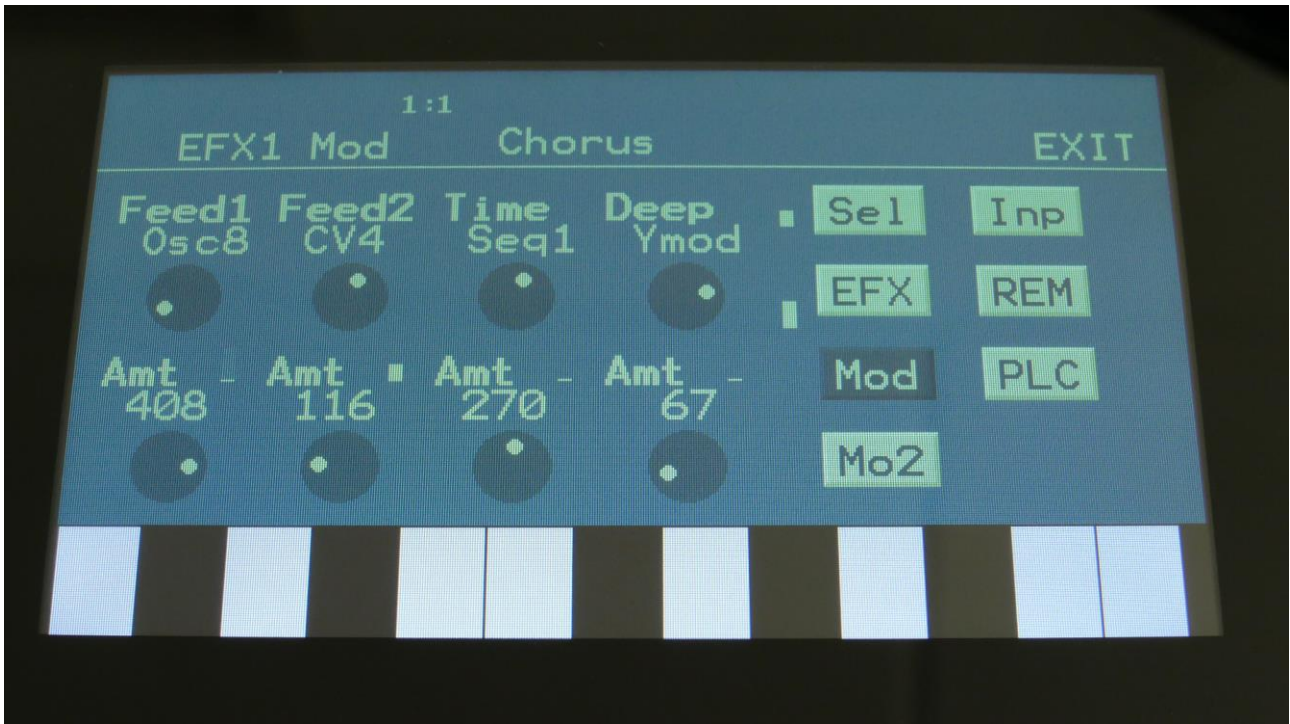 1:1
EFX1 Mod Chorus EXIT
Feed1 Feed2 Time Deep Sel Inp
Osc8 CV4 Seq1 Ymod
EFX REM
Amt Amt Amt Amt Mod PLC
408 116 270 67
Mo2